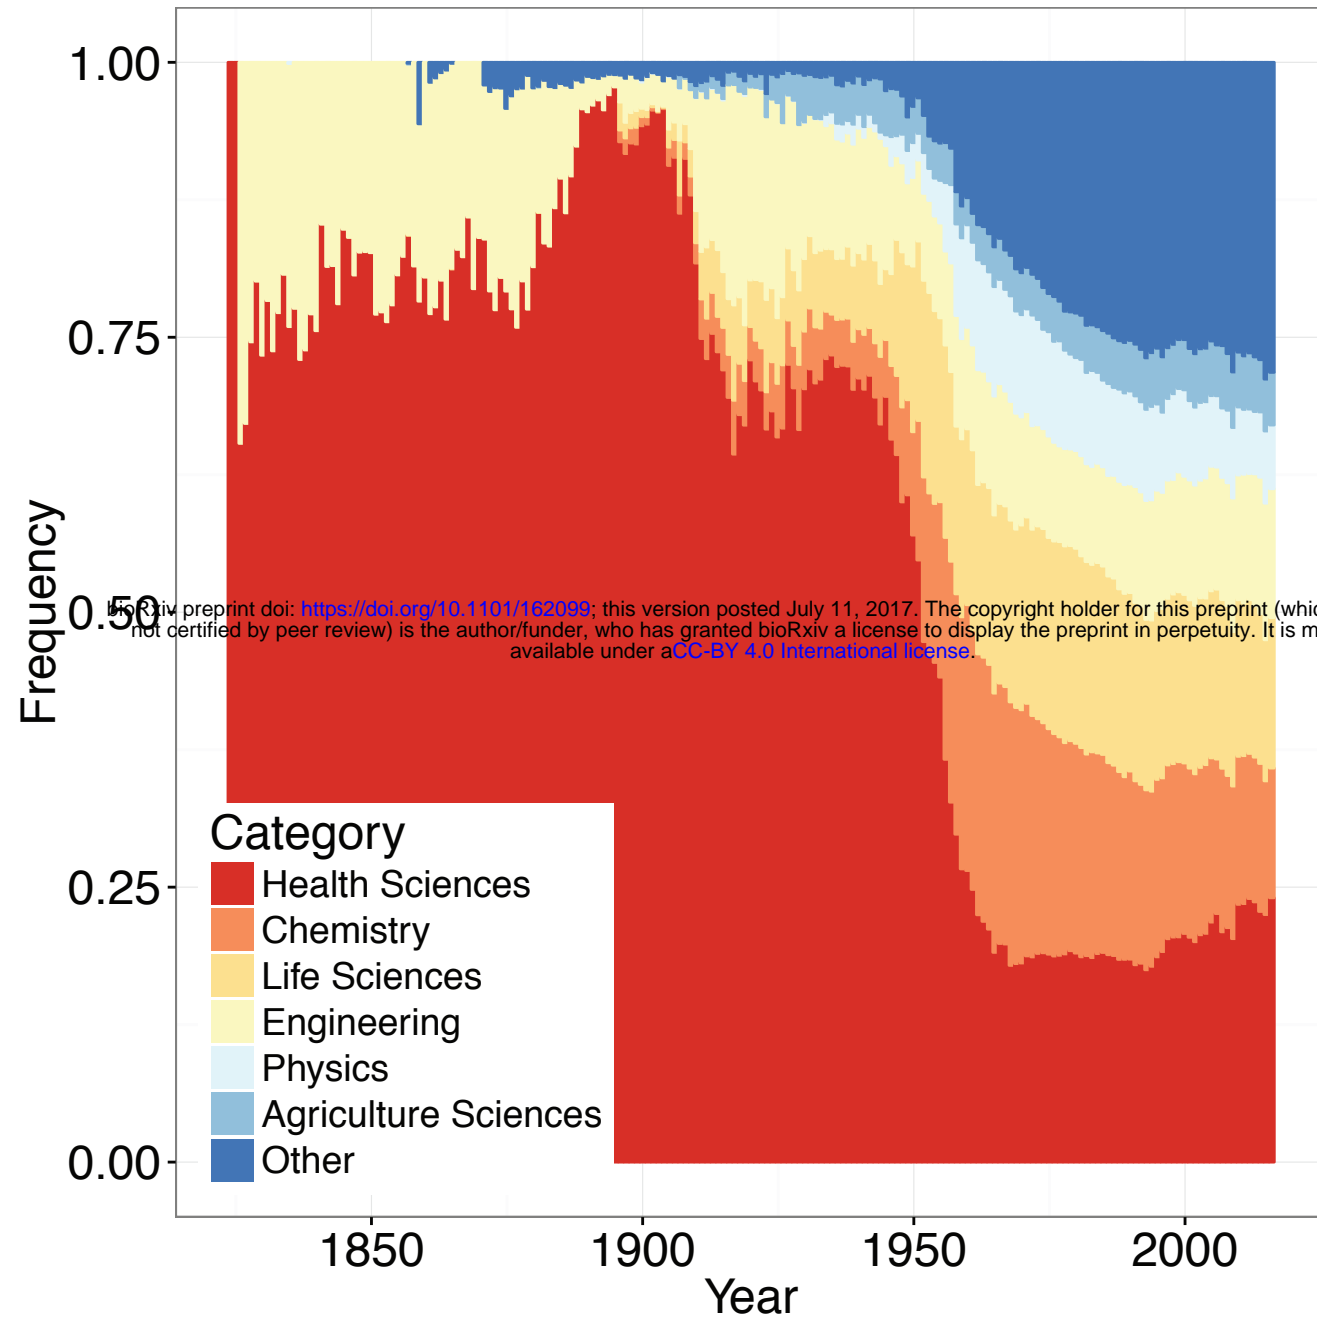 1.00
0.75
0.50
0.25
0.00
Frequency
bioRxiv preprint doi: https://doi.org/10.1101/162099; this version posted July 11, 2017. The copyright holder for this preprint
not certified by peer review) is the author/funder, who has granted bioRxiv a license to display the preprint in perpetuity. It is
available under aCC-BY 4.0 International license.
Category
Health Sciences
Chemistry
Life Sciences
Engineering
Physics
Agriculture Sciences
Other
1850 1900 1950 2000
Year